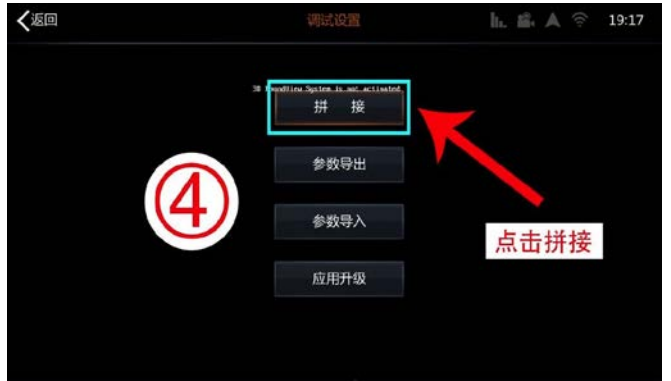 返回 调试设置 19:17
3D RoundView System is not activated
拼 接
参数导出
④
参数导入
点击拼接
应用升级